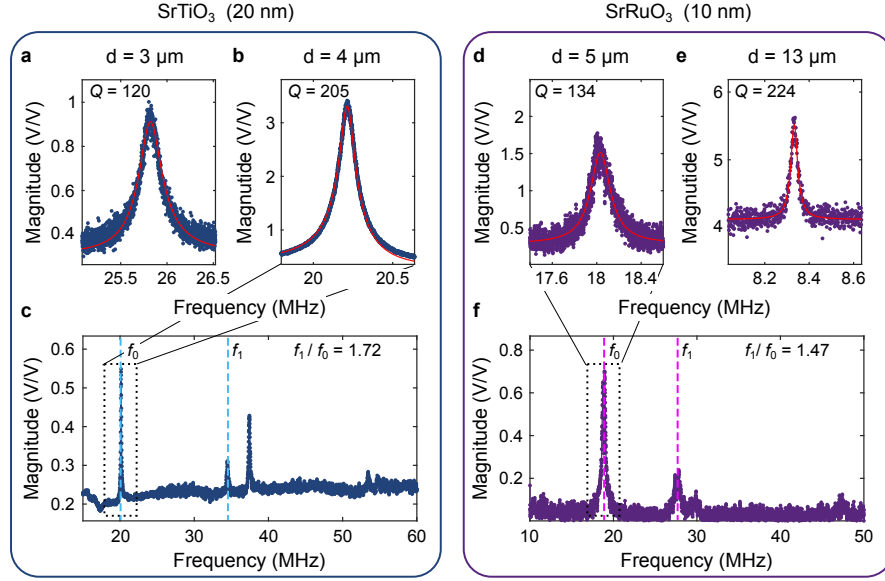 SrTiO3 (20 nm)
SrRuO3 (10 nm)
a
d = 3 µm
b
d = 4 µm
d
d = 5 µm
e
d = 13 µm
Q = 120
Q = 205
Q = 134
Q = 224
Magnitude (V/V)
1
0.8
0.6
0.4
25.5
26
26.5
Magnitude (V/V)
3
2
1
20
20.5
Magnitude (V/V)
2
1.5
1
0.5
17.6
18
18.4
Magnutide (V/V)
6
5
4
8.2
8.4
8.6
Frequency (MHz)
Frequency (MHz)
c
f0
f1
f1 / f0 = 1.72
Magnitude (V/V)
0.6
0.5
0.4
0.3
0.2
20
30
40
50
60
Frequency (MHz)
f
f0
f1
f1 / f0 = 1.47
Magnitude (V/V)
0.8
0.6
0.4
0.2
10
20
30
40
50
Frequency (MHz)